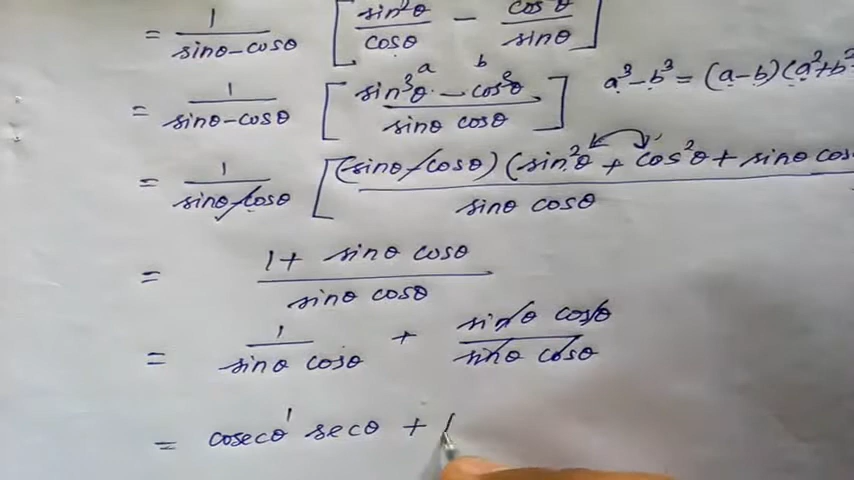 = 1/(sinθ-cosθ) [sin²θ/cosθ - cosθ/sinθ]
= 1/(sinθ-cosθ) [(sin³θ - cos³θ)/(sinθ cosθ)] a b a³-b³=(a-b)(a²+b²
= 1/(sinθ-cosθ) [(sinθ-cosθ)(sin²θ + cos²θ + sinθ cos / sinθ cosθ
= (1+ sinθ cosθ)/(sinθ cosθ)
= 1/(sinθ cosθ) + (sinθ cosθ)/(sinθ cosθ)
= cosecθ secθ +